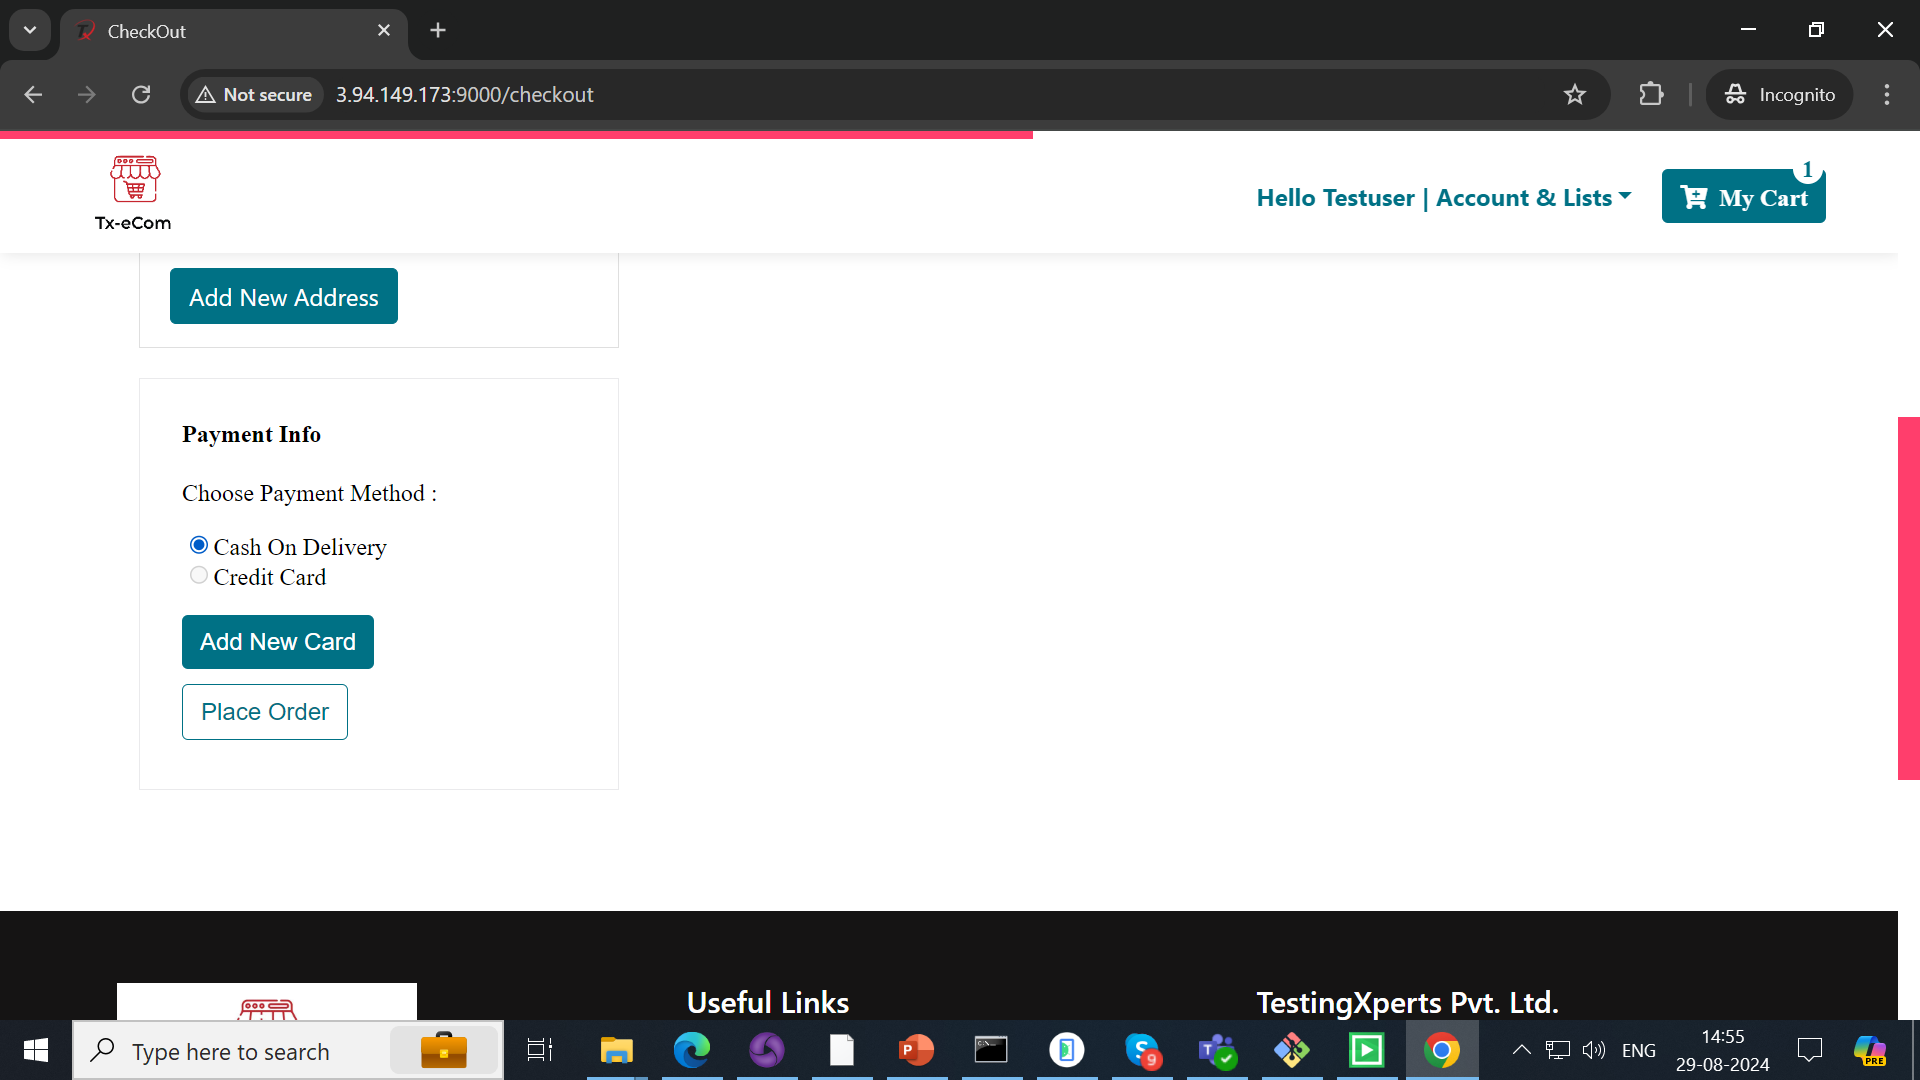 CheckOut
Not secure
3.94.149.173:9000/checkout
Incognito
Tx-eCom
Hello Testuser | Account & Lists
My Cart
1
Add New Address
Payment Info
Choose Payment Method :
Cash On Delivery
Credit Card
Add New Card
Place Order
Useful Links
TestingXperts Pvt. Ltd.
Type here to search
P
S
9
T
ENG
14:55
29-08-2024
PRE